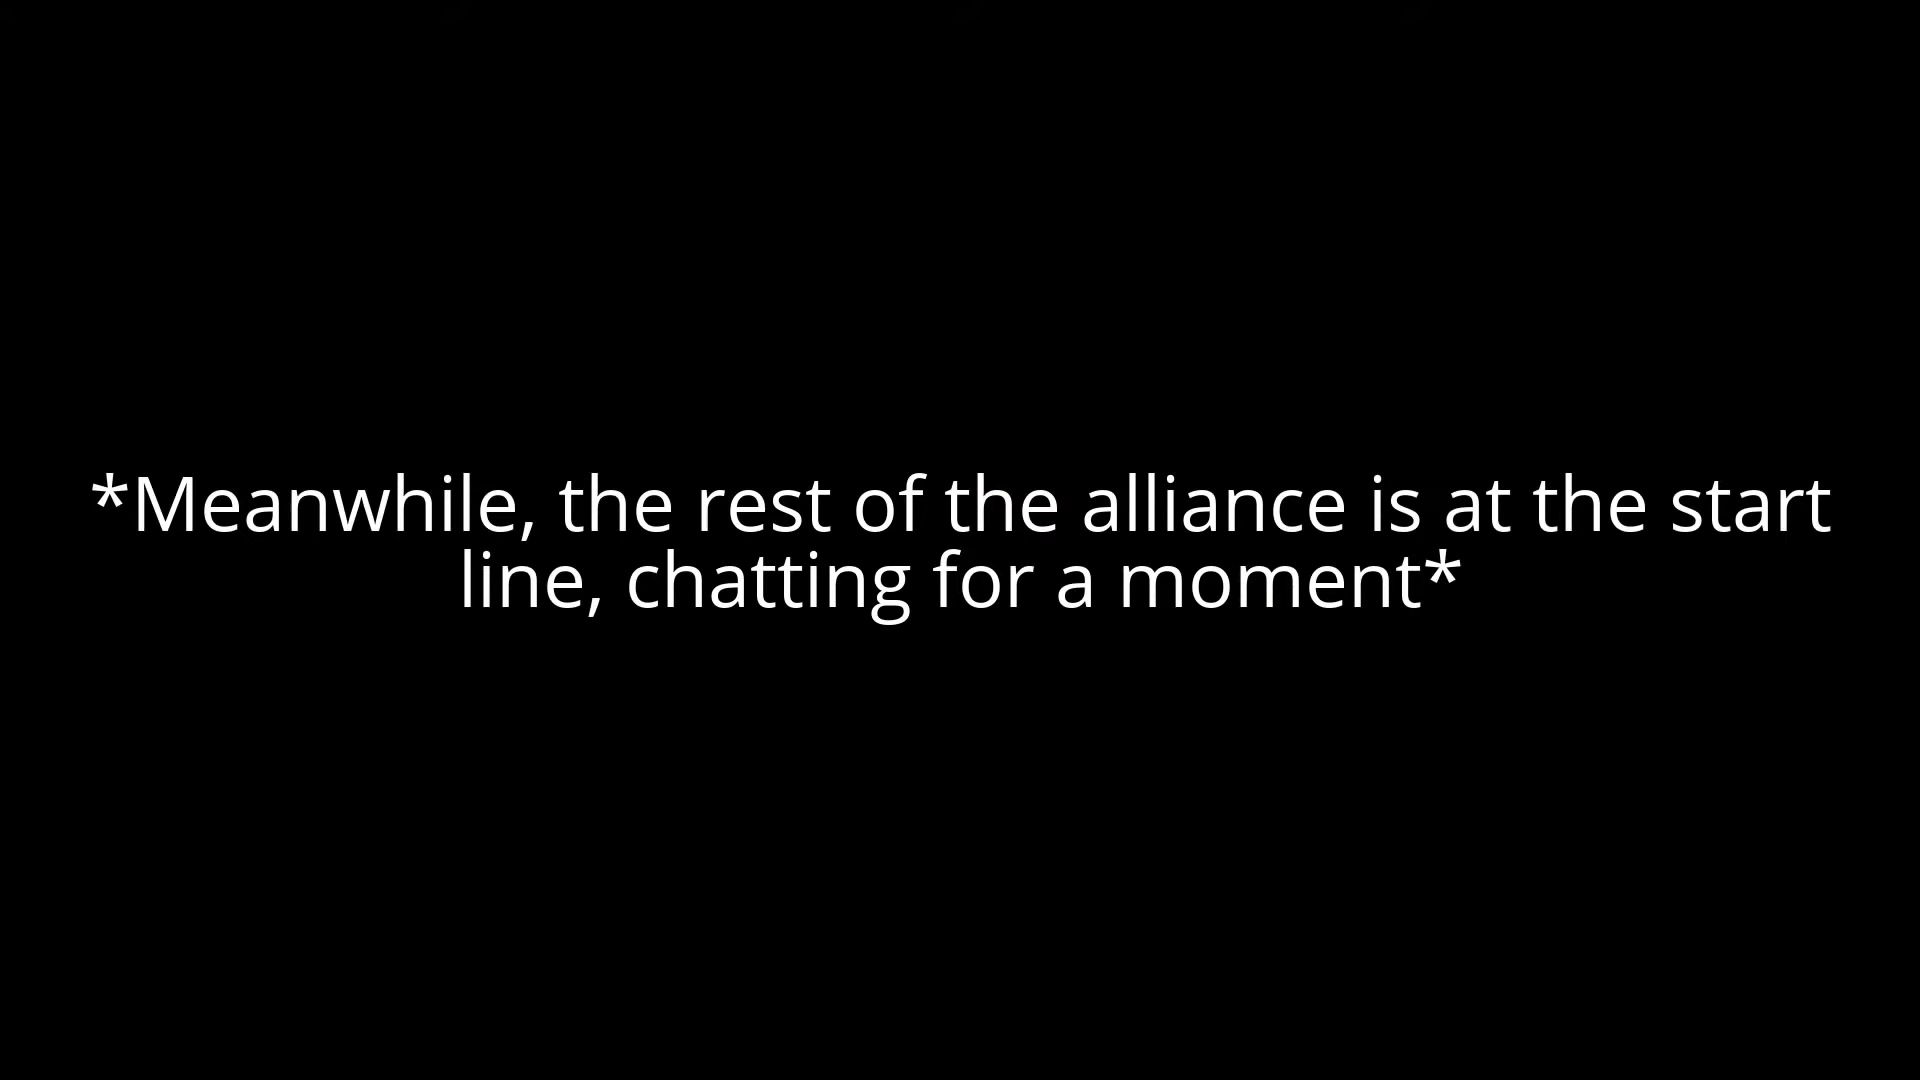 *Meanwhile, the rest of the alliance is at the start
line, chatting for a moment*